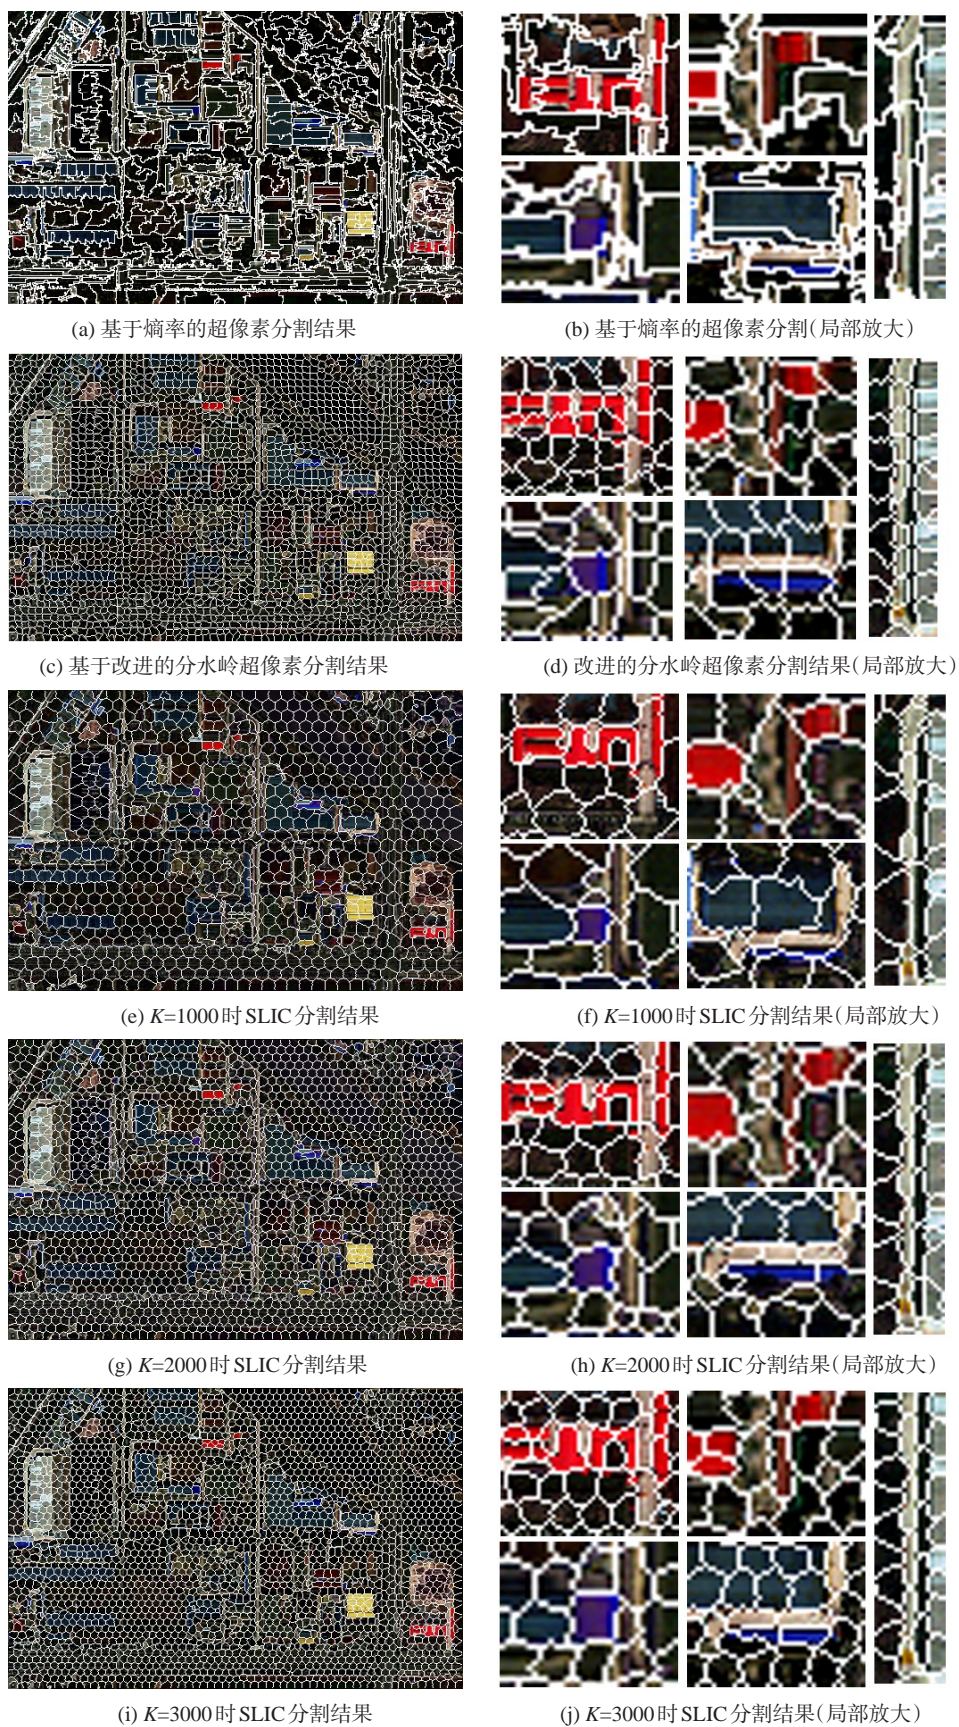 (a) 基于熵率的超像素分割结果
(b) 基于熵率的超像素分割(局部放大)
(c) 基于改进的分水岭超像素分割结果
(d) 改进的分水岭超像素分割结果(局部放大)
(e) K=1000时SLIC分割结果
(f) K=1000时SLIC分割结果(局部放大)
(g) K=2000时SLIC分割结果
(h) K=2000时SLIC分割结果(局部放大)
(i) K=3000时SLIC分割结果
(j) K=3000时SLIC分割结果(局部放大)